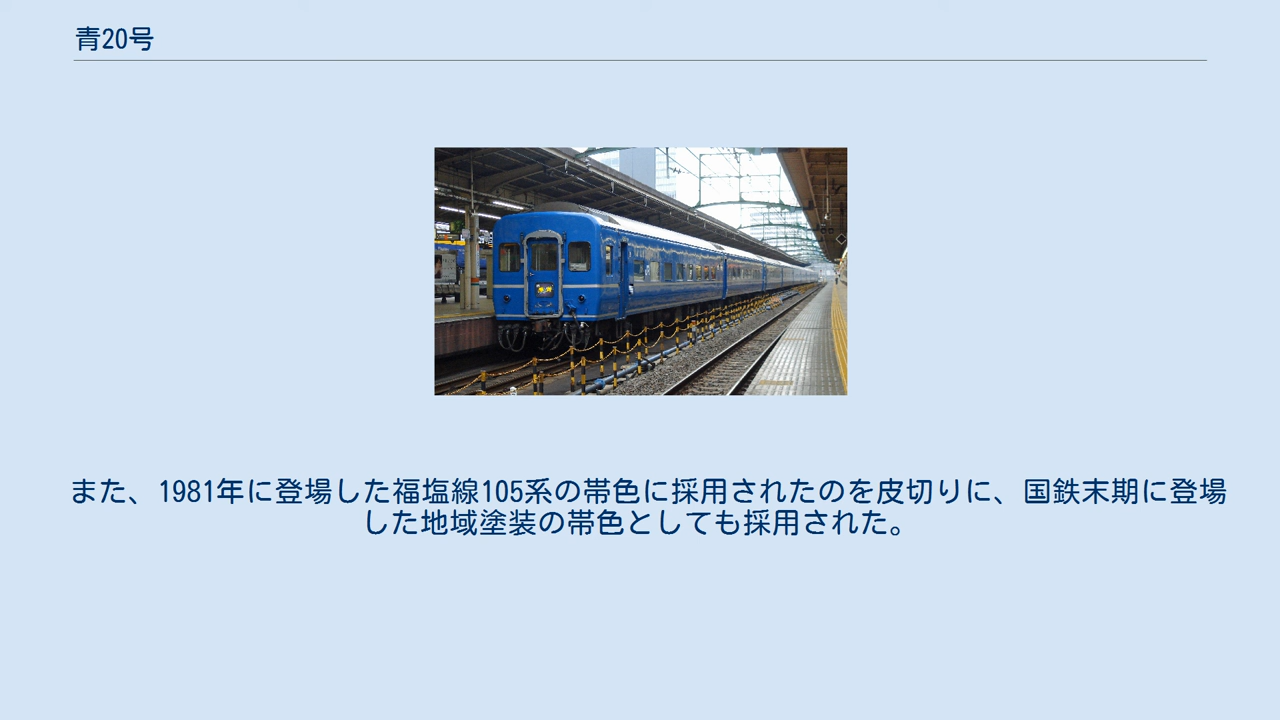 青20号
また、1981年に登場した福塩線105系の帯色に採用されたのを皮切りに、国鉄末期に登場
した地域塗装の帯色としても採用された。